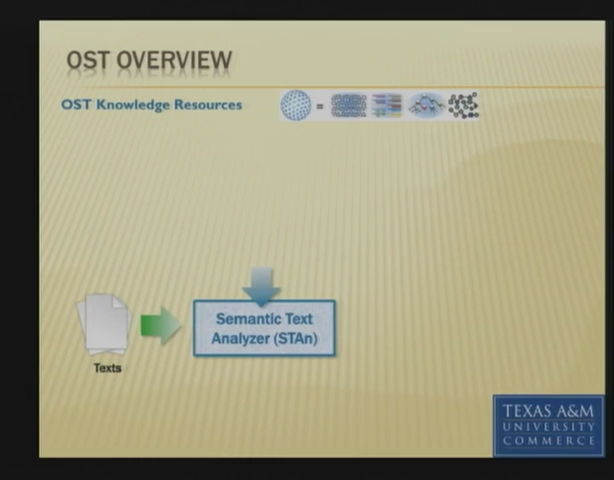 OST OVERVIEW
OST Knowledge Resources
=
Semantic Text
Analyzer (STAn)
Texts
TEXAS A&M
UNIVERSITY
COMMERCE